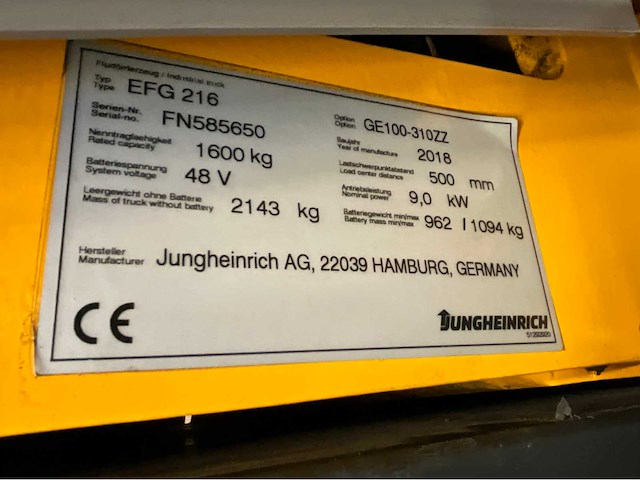 Flurförderzeug / Industrial truck
Typ
Type EFG 216
Option
Option GE100-310ZZ
Serien-Nr.
Serial-no. FN585650
Baujahr
Year of manufacture 2018
Nenntragfaehigkeit
Rated capacity 1600 kg
Lastschwerpunktabstand
Load center distance 500 mm
Batteriespannung
System voltage 48 V
Antriebsleistung
Nominal power 9,0 kW
Leergewicht ohne Batterie
Mass of truck without battery 2143 kg
Batteriegewicht min/max
Battery mass min/max 962 / 1094 kg
Hersteller
Manufacturer Jungheinrich AG, 22039 HAMBURG, GERMANY
CE
JUNGHEINRICH